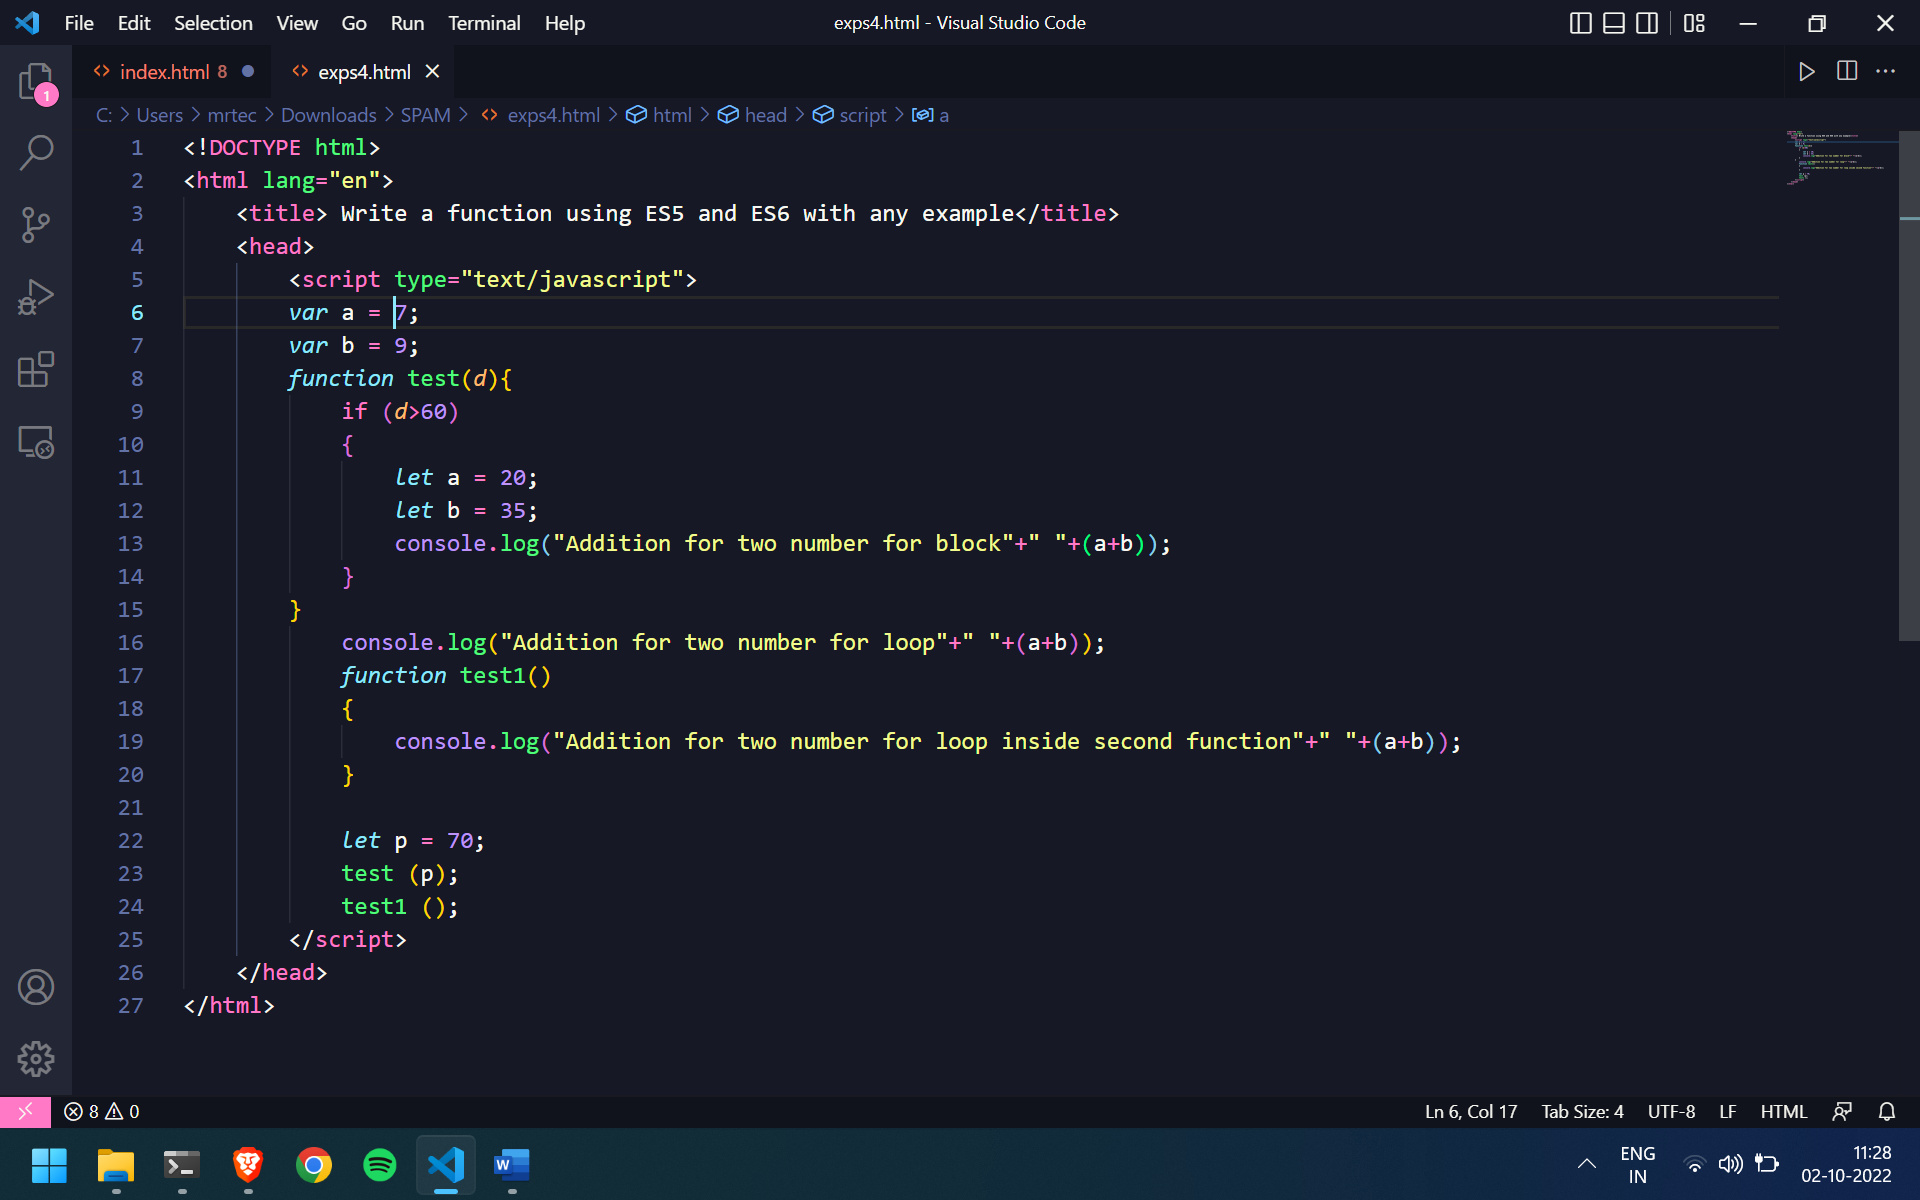 File Edit Selection View Go Run Terminal Help exps4.html - Visual Studio Code
index.html 8 exps4.html
1
C: > Users > mrtec > Downloads > SPAM > exps4.html > html > head > script > a
1 <!DOCTYPE html>
2 <html lang="en">
3 <title> Write a function using ES5 and ES6 with any example</title>
4 <head>
5 <script type="text/javascript">
6 var a = 7;
7 var b = 9;
8 function test(d){
9 if (d>60)
10 {
11 let a = 20;
12 let b = 35;
13 console.log("Addition for two number for block"+" "+(a+b));
14 }
15 }
16 console.log("Addition for two number for loop"+" "+(a+b));
17 function test1()
18 {
19 console.log("Addition for two number for loop inside second function"+" "+(a+b));
20 }
21
22 let p = 70;
23 test (p);
24 test1 ();
25 </script>
26 </head>
27 </html>
8 0 Ln 6, Col 17 Tab Size: 4 UTF-8 LF HTML
W ENG 11:28
IN 02-10-2022